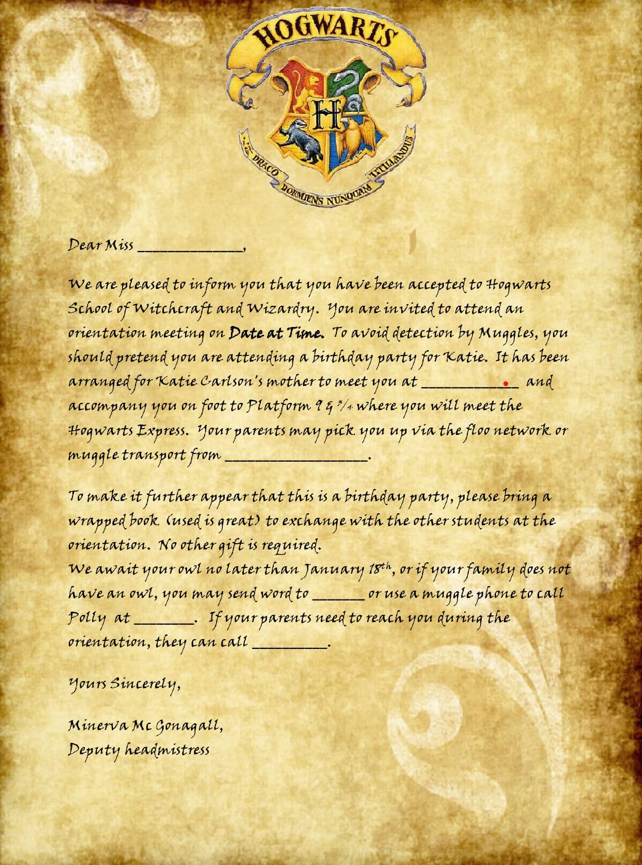 HOGWARTS
DRACO DORMIENS NUNQUAM TITILLANDUS
Dear Miss ______________,
We are pleased to inform you that you have been accepted to Hogwarts
School of Witchcraft and Wizardry. You are invited to attend an
orientation meeting on Date at Time. To avoid detection by Muggles, you
should pretend you are attending a birthday party for Katie. It has been
arranged for Katie Carlson's mother to meet you at _____________ and
accompany you on foot to Platform 9 & ¾ where you will meet the
Hogwarts Express. Your parents may pick you up via the floo network or
muggle transport from ___________________.
To make it further appear that this is a birthday party, please bring a
wrapped book (used is great) to exchange with the other students at the
orientation. No other gift is required.
We await your owl no later than January 18th, or if your family does not
have an owl, you may send word to _______ or use a muggle phone to call
Polly at ________. If your parents need to reach you during the
orientation, they can call __________.
Yours Sincerely,
Minerva Mc Gonagall,
Deputy headmistress